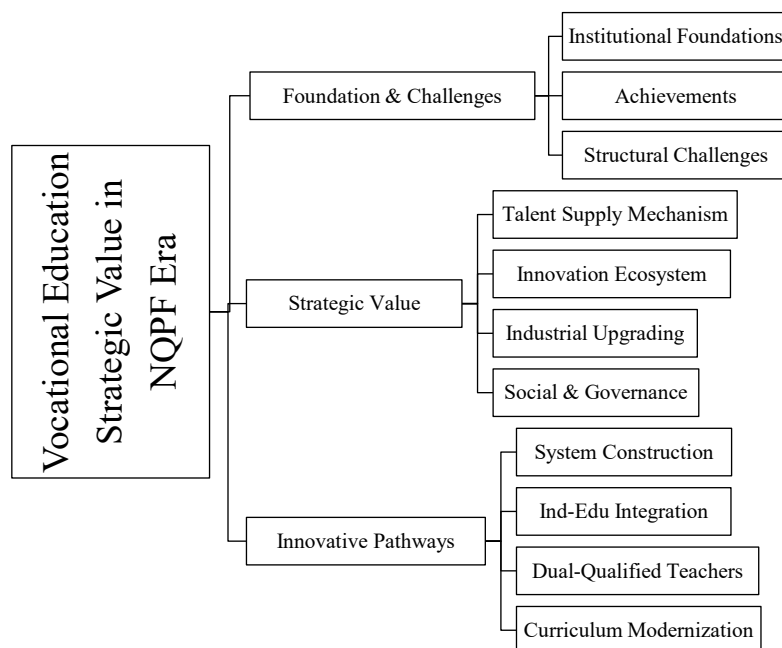 Vocational Education
Strategic Value in
NQPF Era
Foundation & Challenges
Institutional Foundations
Achievements
Structural Challenges
Strategic Value
Talent Supply Mechanism
Innovation Ecosystem
Industrial Upgrading
Social & Governance
Innovative Pathways
System Construction
Ind-Edu Integration
Dual-Qualified Teachers
Curriculum Modernization